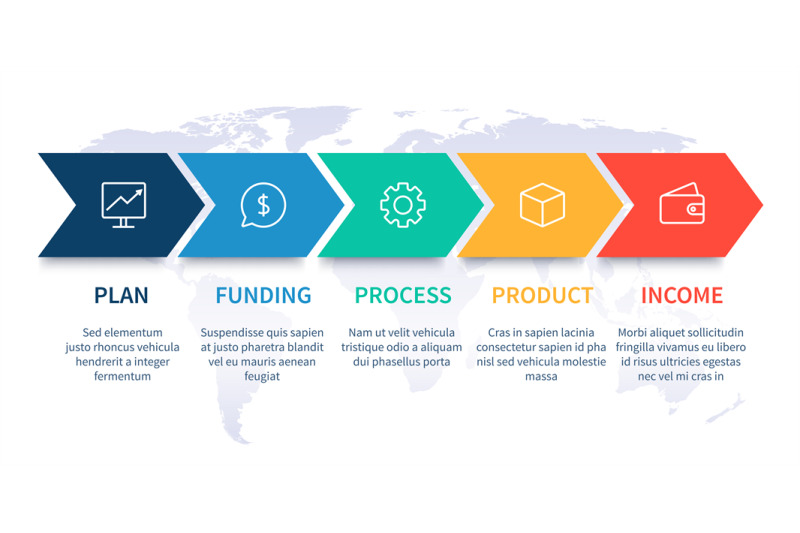 $
PLAN
Sed elementum
justo rhoncus vehicula
hendrerit a integer
fermentum
FUNDING
Suspendisse quis sapien
at justo pharetra blandit
vel eu mauris aenean
feugiat
PROCESS
Nam ut velit vehicula
tristique odio a aliquam
dui phasellus porta
PRODUCT
Cras in sapien lacinia
consectetur sapien id pha
nisl sed vehicula molestie
massa
INCOME
Morbi aliquet sollicitudin
fringilla vivamus eu libero
id risus ultricies egestas
nec vel mi cras in